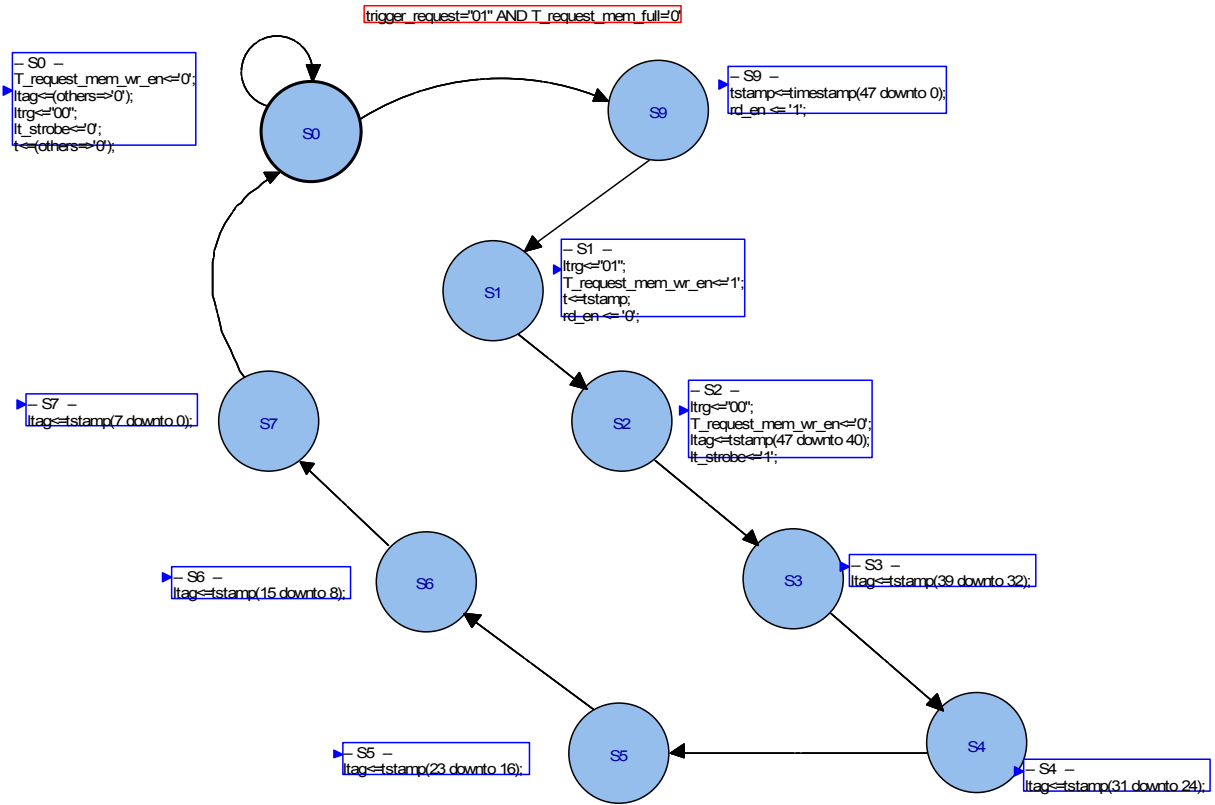 trigger_request="01" AND T_request_mem_full='0'
-- S0 --
T_request_mem_wr_en<='0';
ltag<=(others=>'0');
ltrg<="00";
lt_strobe<='0';
t<=(others=>'0');
S0
S9
-- S9 --
tstamp<=timestamp(47 downto 0);
rd_en <= '1';
S1
-- S1 --
ltrg<="01";
T_request_mem_wr_en<='1';
t<=tstamp;
rd_en <= '0';
S2
-- S2 --
ltrg<="00";
T_request_mem_wr_en<='0';
ltag<=tstamp(47 downto 40);
lt_strobe<='1';
-- S7 --
ltag<=tstamp(7 downto 0);
S7
S3
-- S3 --
ltag<=tstamp(39 downto 32);
-- S6 --
ltag<=tstamp(15 downto 8);
S6
S4
-- S4 --
ltag<=tstamp(31 downto 24);
-- S5 --
ltag<=tstamp(23 downto 16);
S5